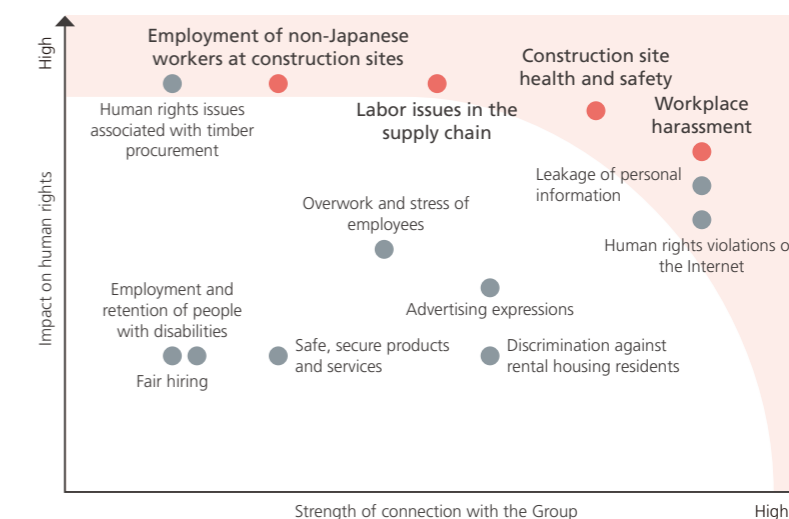 High
Impact on human rights
Employment of non-Japanese
workers at construction sites
Human rights issues
associated with timber
procurement
Labor issues in the
supply chain
Construction site
health and safety
Workplace
harassment
Leakage of personal
information
Human rights violations o
the Internet
Overwork and stress of
employees
Advertising expressions
Employment and
retention of people
with disabilities
Fair hiring
Safe, secure products
and services
Discrimination against
rental housing residents
Strength of connection with the Group
High